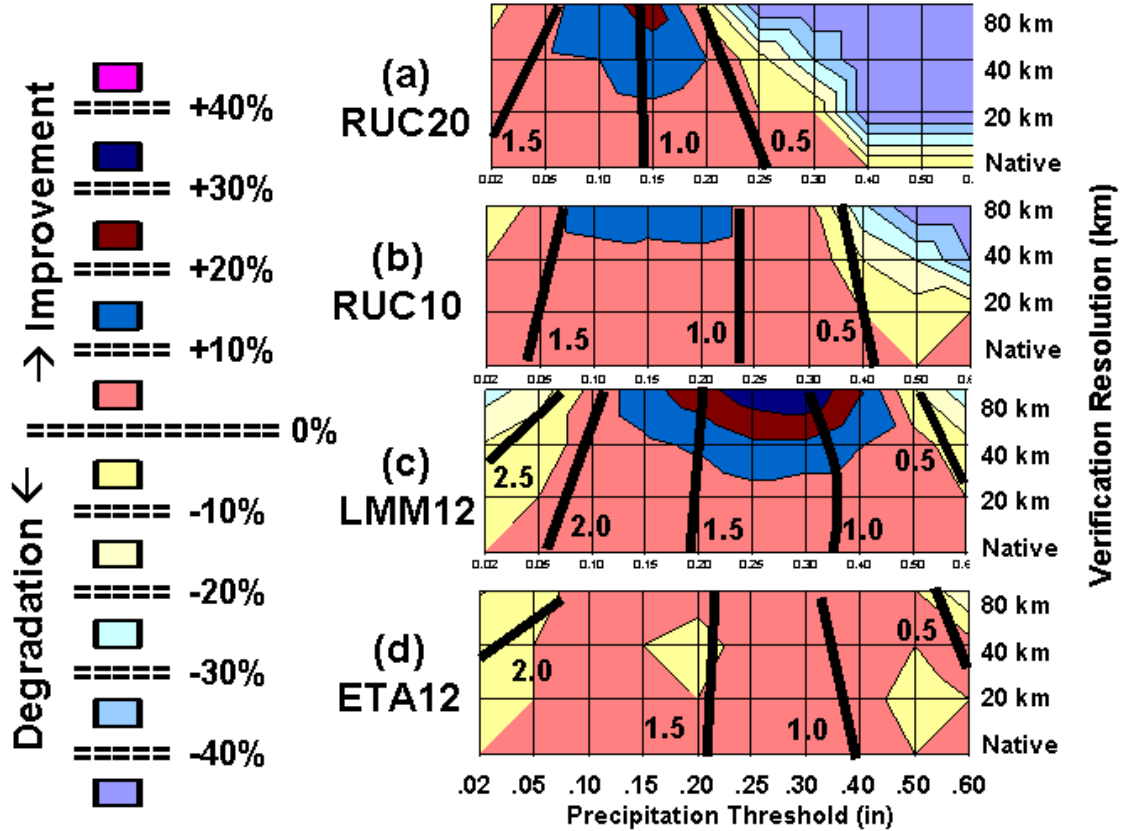 → Improvement
Degradation ←
===== +40%
===== +30%
===== +20%
===== +10%
============= 0%
===== -10%
===== -20%
===== -30%
===== -40%
(a)
RUC20
1.5
1.0
0.5
80 km
40 km
20 km
Native
0.02 0.05 0.10 0.15 0.20 0.25 0.30 0.40 0.50 0.
(b)
RUC10
1.5
1.0
0.5
80 km
40 km
20 km
Native
0.02 0.05 0.10 0.15 0.20 0.25 0.30 0.40 0.50 0.6
(c)
LMM12
2.5
2.0
1.5
1.0
0.5
80 km
40 km
20 km
Native
0.02 0.05 0.10 0.15 0.20 0.25 0.30 0.40 0.50 0.6
(d)
ETA12
2.0
1.5
1.0
0.5
80 km
40 km
20 km
Native
.02 .05 .10 .15 .20 .25 .30 .40 .50 .60
Precipitation Threshold (in)
Verification Resolution (km)